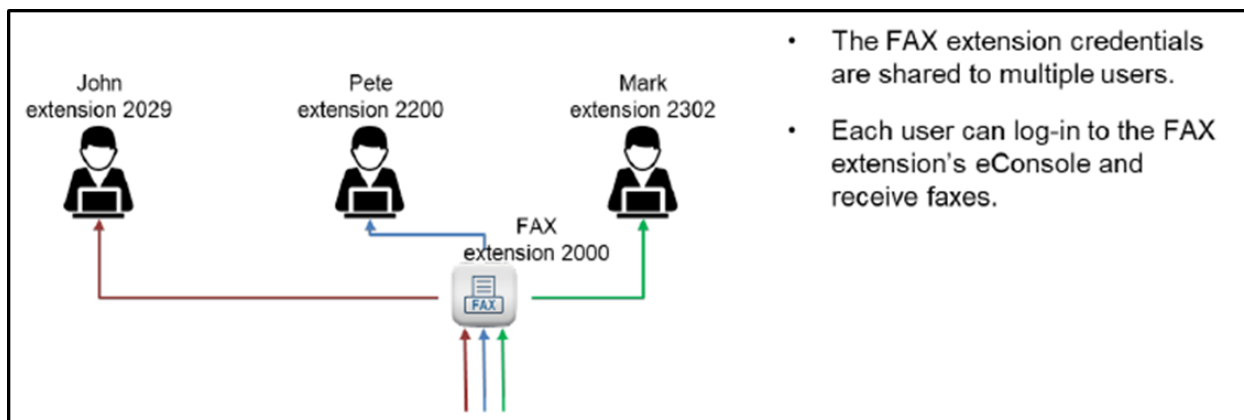 John
extension 2029
Pete
extension 2200
Mark
extension 2302
FAX
extension 2000
FAX
• The FAX extension credentials
are shared to multiple users.
• Each user can log-in to the FAX
extension's eConsole and
receive faxes.